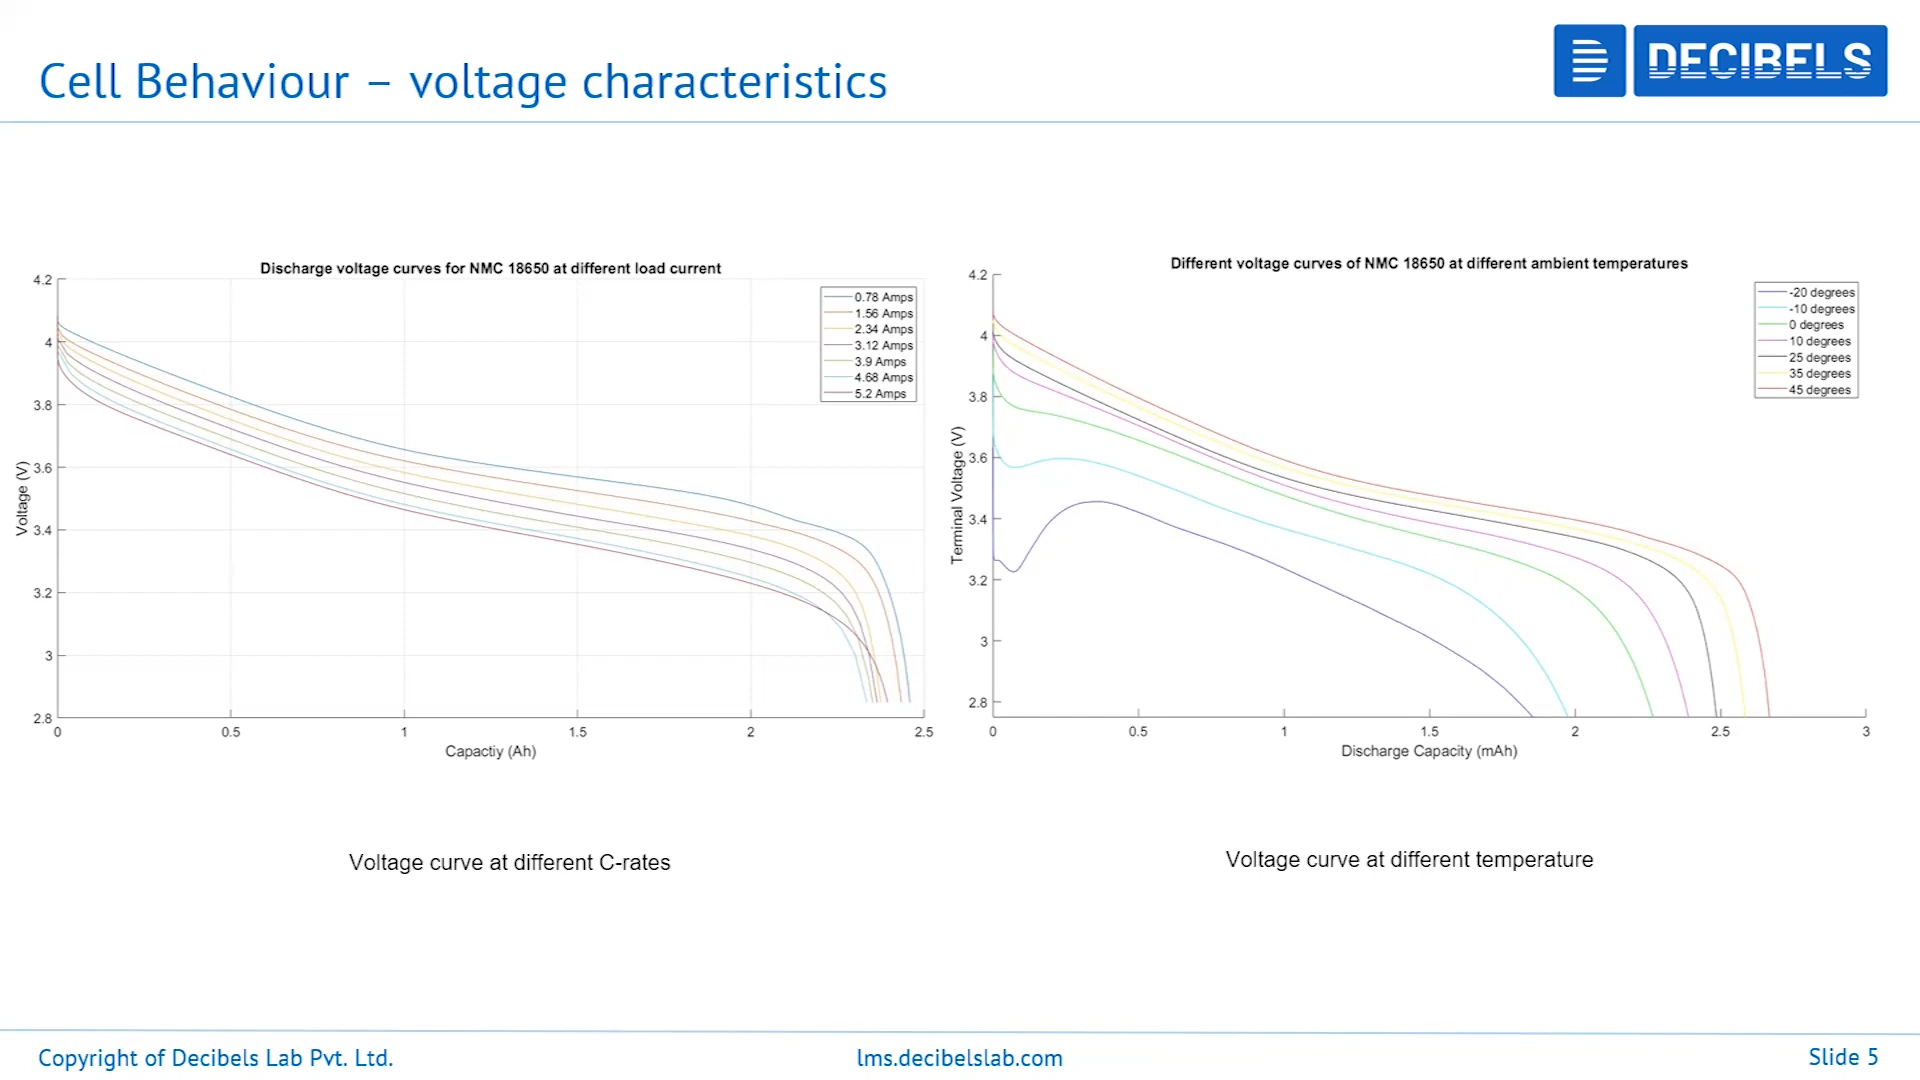 Cell Behaviour – voltage characteristics
DECIBELS
Discharge voltage curves for NMC 18650 at different load current
4.2
4
3.8
3.6
3.4
3.2
3
2.8
Voltage (V)
0
0.5
1
1.5
2
2.5
Capactiy (Ah)
0.78 Amps
1.56 Amps
2.34 Amps
3.12 Amps
3.9 Amps
4.68 Amps
5.2 Amps
Voltage curve at different C-rates
Different voltage curves of NMC 18650 at different ambient temperatures
4.2
4
3.8
3.6
3.4
3.2
3
2.8
Terminal Voltage (V)
0
0.5
1
1.5
2
2.5
3
Discharge Capacity (mAh)
-20 degrees
-10 degrees
0 degrees
10 degrees
25 degrees
35 degrees
45 degrees
Voltage curve at different temperature
Copyright of Decibels Lab Pvt. Ltd.
lms.decibelslab.com
Slide 5